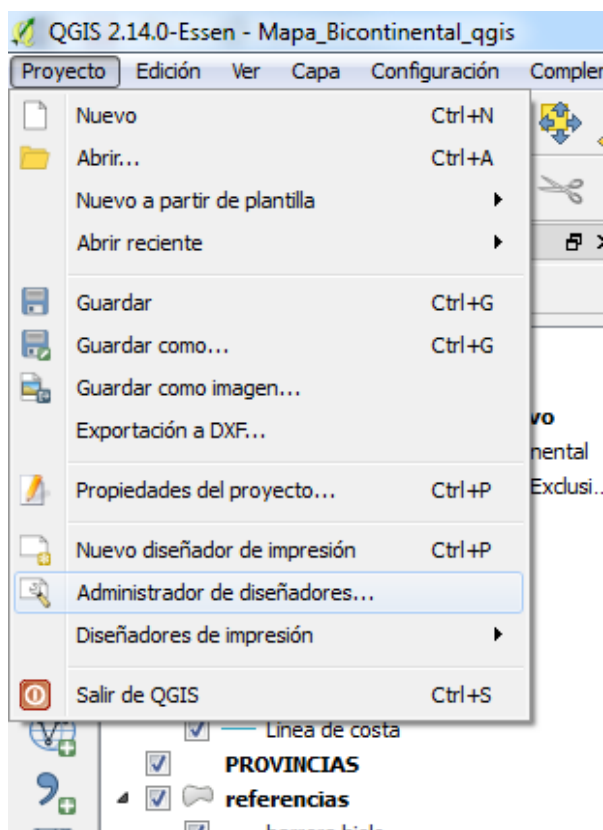 QGIS 2.14.0-Essen - Mapa_Bicontinental_qgis
Proyecto Edición Ver Capa Configuración Complem
Nuevo Ctrl+N
Abrir... Ctrl+A
Nuevo a partir de plantilla
Abrir reciente
Guardar Ctrl+G
Guardar como... Ctrl+G
Guardar como imagen...
Exportación a DXF...
vo
nental
Propiedades del proyecto... Ctrl+P
Exclusi...
Nuevo diseñador de impresión Ctrl+P
Administrador de diseñadores...
Diseñadores de impresión
Salir de QGIS Ctrl+S
Línea de costa
PROVINCIAS
referencias